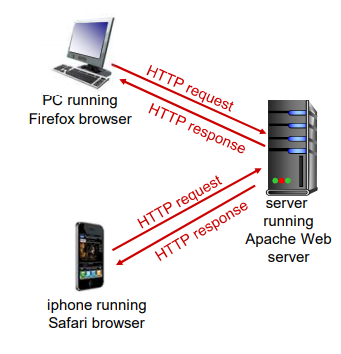 HTTP request
HTTP response
PC running
Firefox browser
HTTP request
HTTP response
server
running
Apache Web
server
iphone running
Safari browser